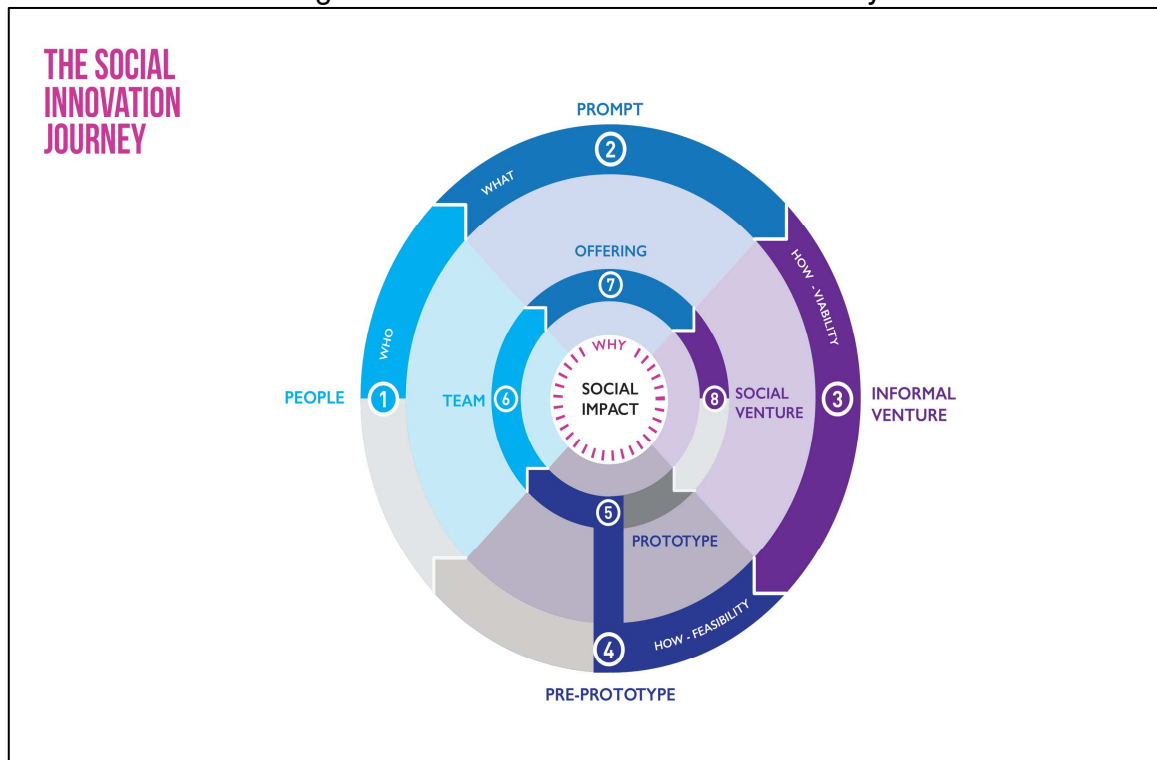 THE SOCIAL
INNOVATION
JOURNEY
PROMPT
2
WHAT
OFFERING
7
HOW - VIABILITY
WHO
WHY
PEOPLE
1
TEAM
6
SOCIAL
IMPACT
8
SOCIAL
VENTURE
3
INFORMAL
VENTURE
5
PROTOTYPE
HOW - FEASIBILITY
4
PRE-PROTOTYPE